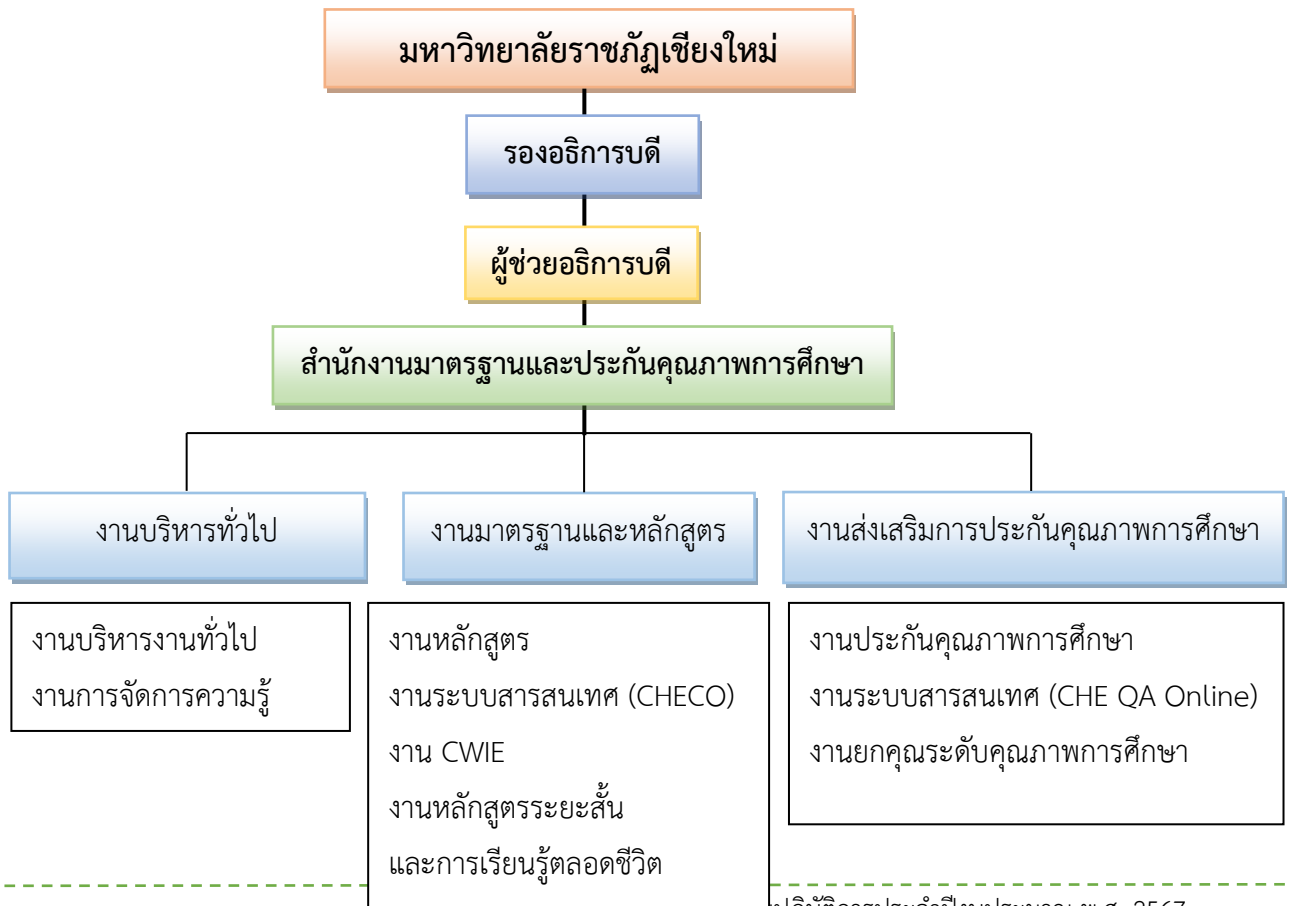 มหาวิทยาลัยราชภัฏเชียงใหม่
รองอธิการบดี
ผู้ช่วยอธิการบดี
สำนักงานมาตรฐานและประกันคุณภาพการศึกษา
งานบริหารทั่วไป
งานมาตรฐานและหลักสูตร
งานส่งเสริมการประกันคุณภาพการศึกษา
งานบริหารงานทั่วไป
งานการจัดการความรู้
งานหลักสูตร
งานระบบสารสนเทศ (CHECO)
งาน CWIE
งานหลักสูตรระยะสั้น
และการเรียนรู้ตลอดชีวิต
งานประกันคุณภาพการศึกษา
งานระบบสารสนเทศ (CHE QA Online)
งานยกคุณระดับคุณภาพการศึกษา
2567